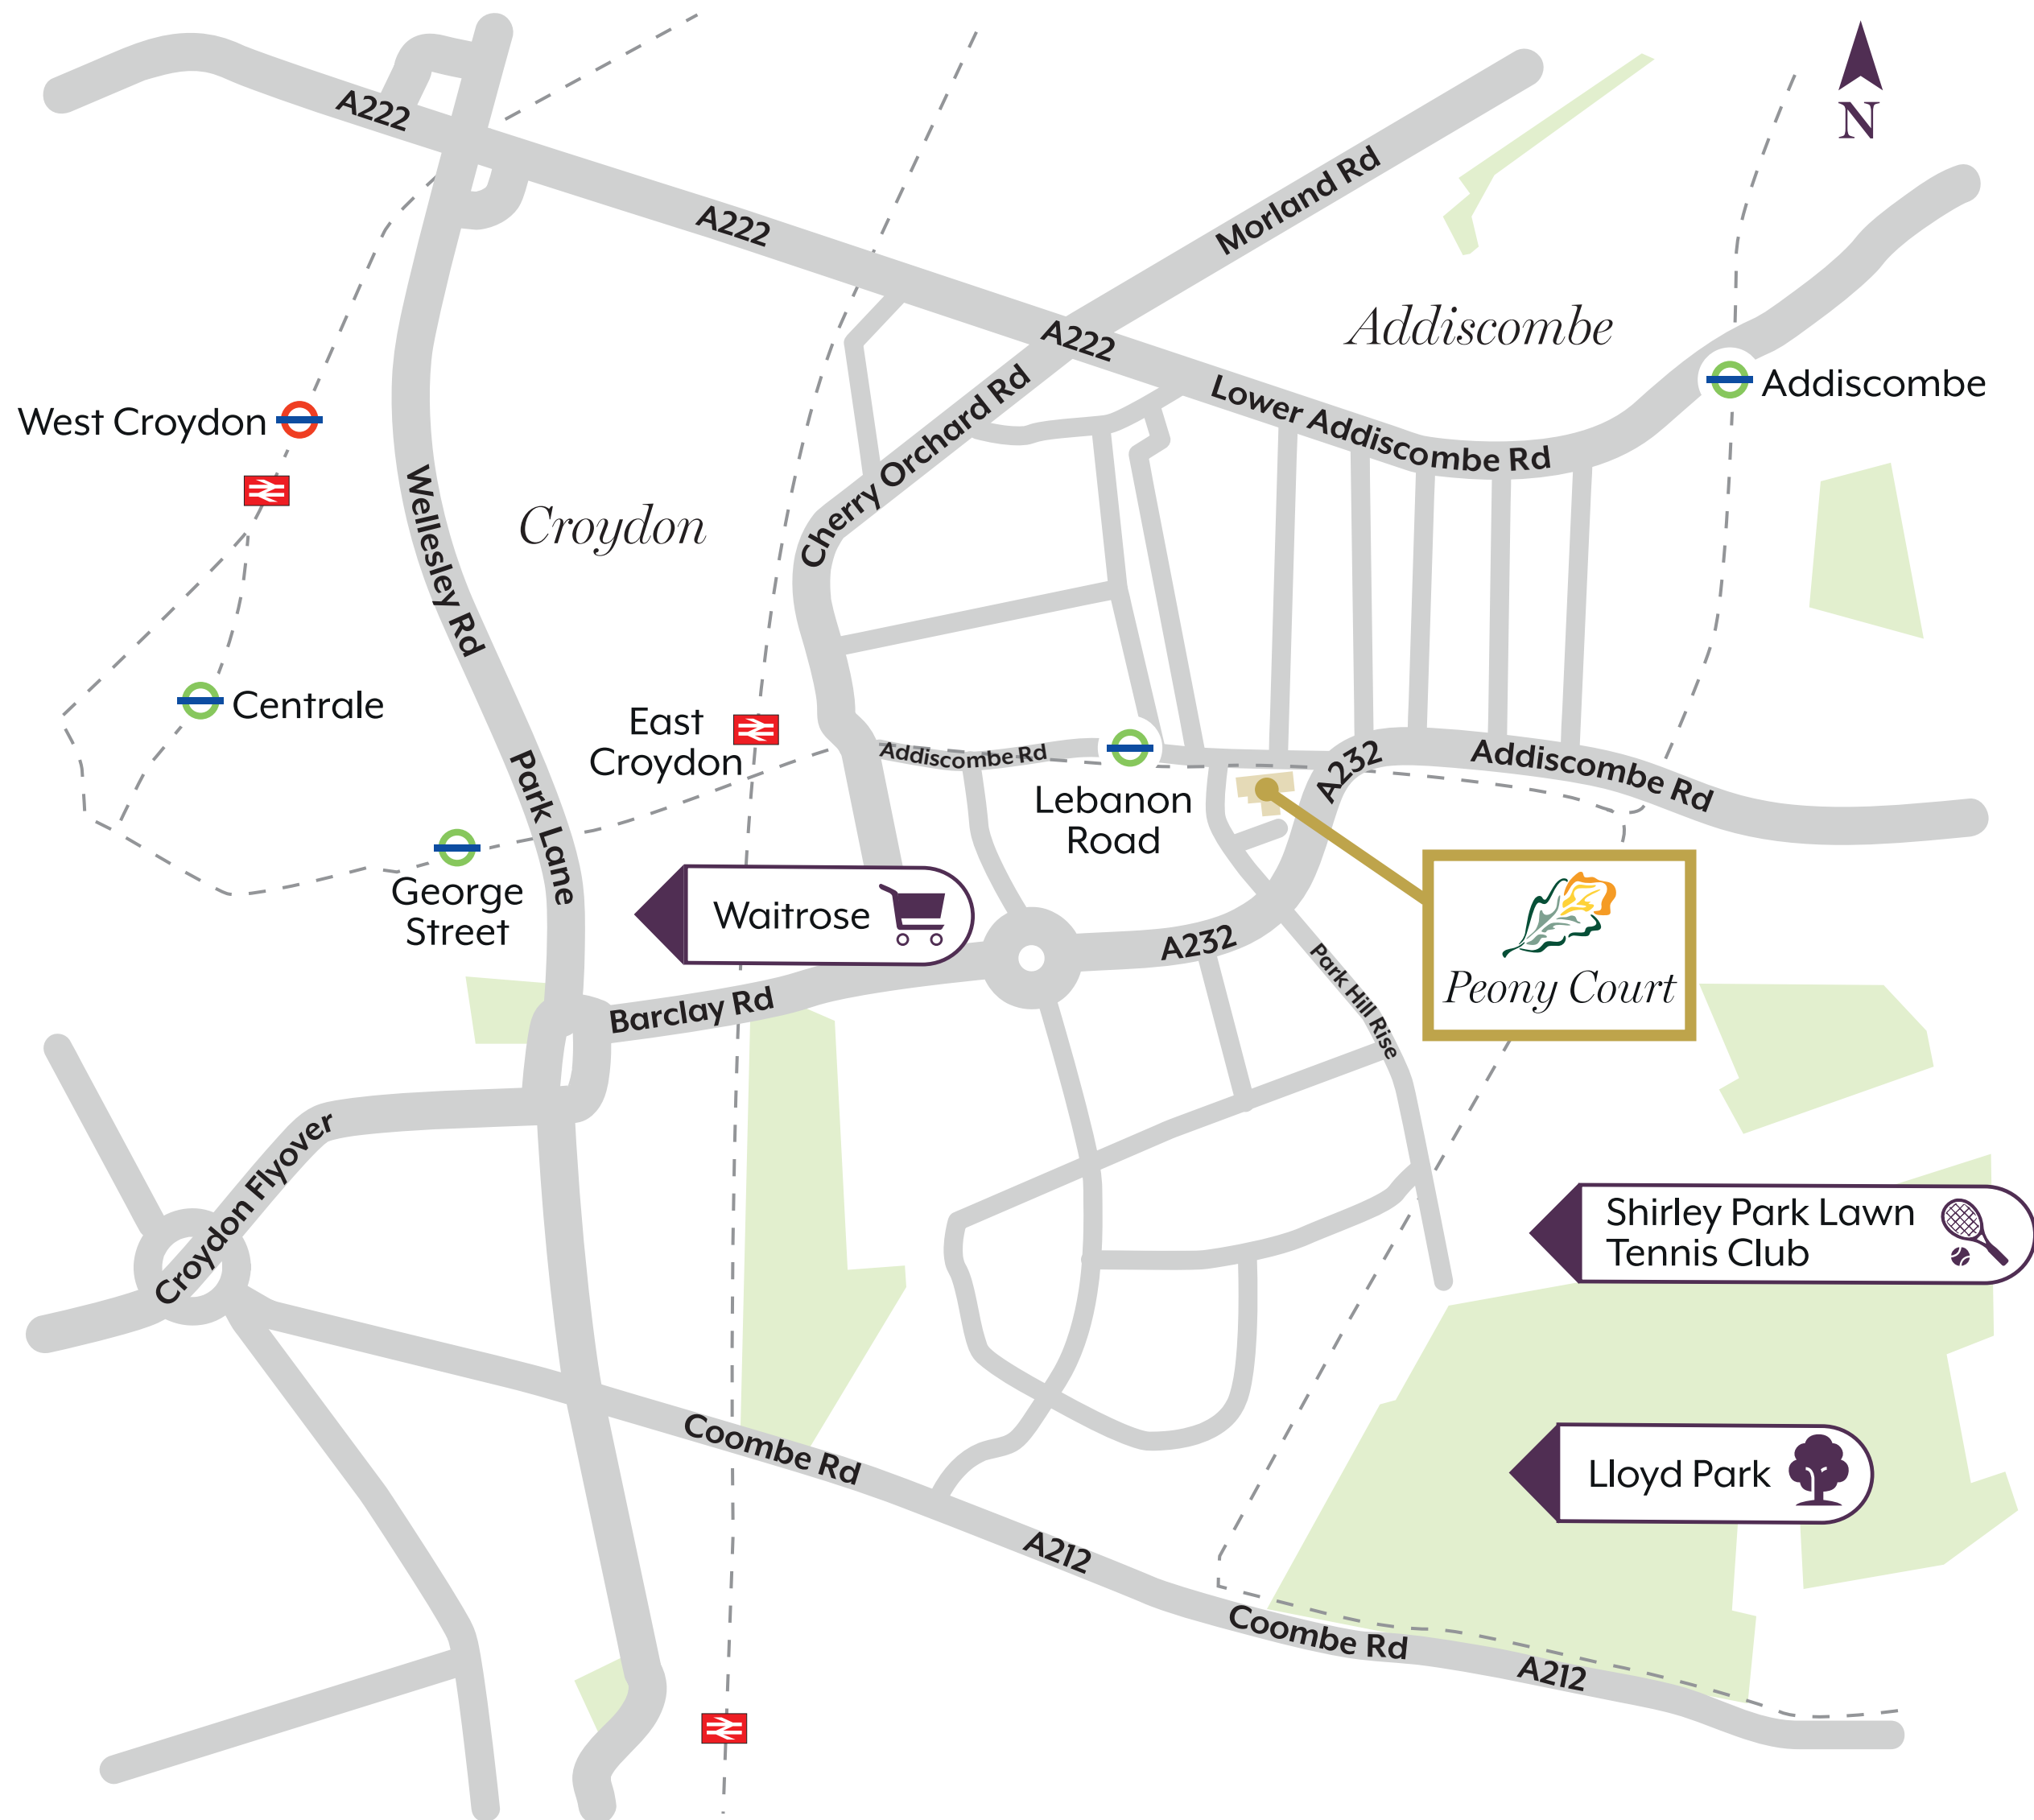 N
A222
A222
Morland Rd
Addiscombe
A222
Addiscombe
Lower Addiscombe Rd
Cherry Orchard Rd
West Croydon
Croydon
Wellesley Rd
Centrale
East
Croydon
Addiscombe Rd
Lebanon
Road
A232
Addiscombe Rd
Park Lane
George
Street
Waitrose
A232
Park Hill Rise
Peony Court
Barclay Rd
Croydon Flyover
Shirley Park Lawn
Tennis Club
Coombe Rd
Lloyd Park
A212
Coombe Rd
A212